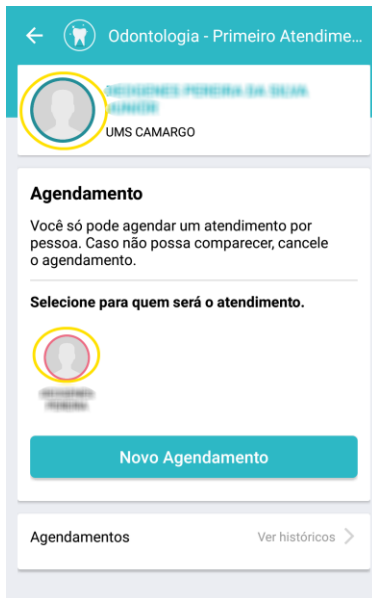 Odontologia - Primeiro Atendime...
UMS CAMARGO
Agendamento
Você só pode agendar um atendimento por
pessoa. Caso não possa comparecer, cancele
o agendamento.
Selecione para quem será o atendimento.
Novo Agendamento
Agendamentos
Ver históricos